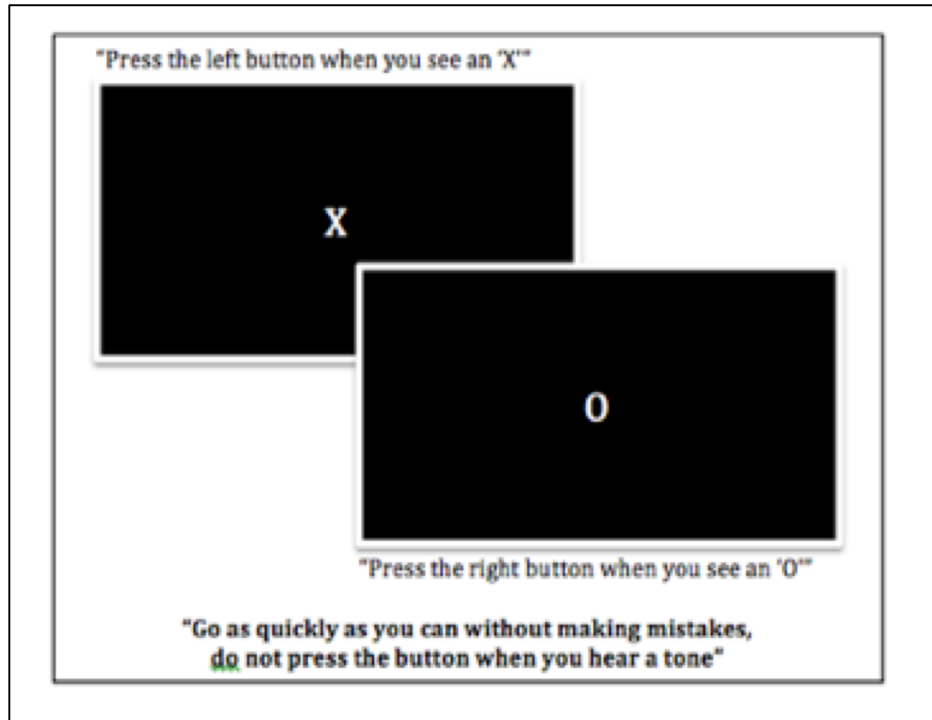 “Press the left button when you see an ‘X’”
X
O
“Press the right button when you see an ‘O’”
“Go as quickly as you can without making mistakes,
do not press the button when you hear a tone”